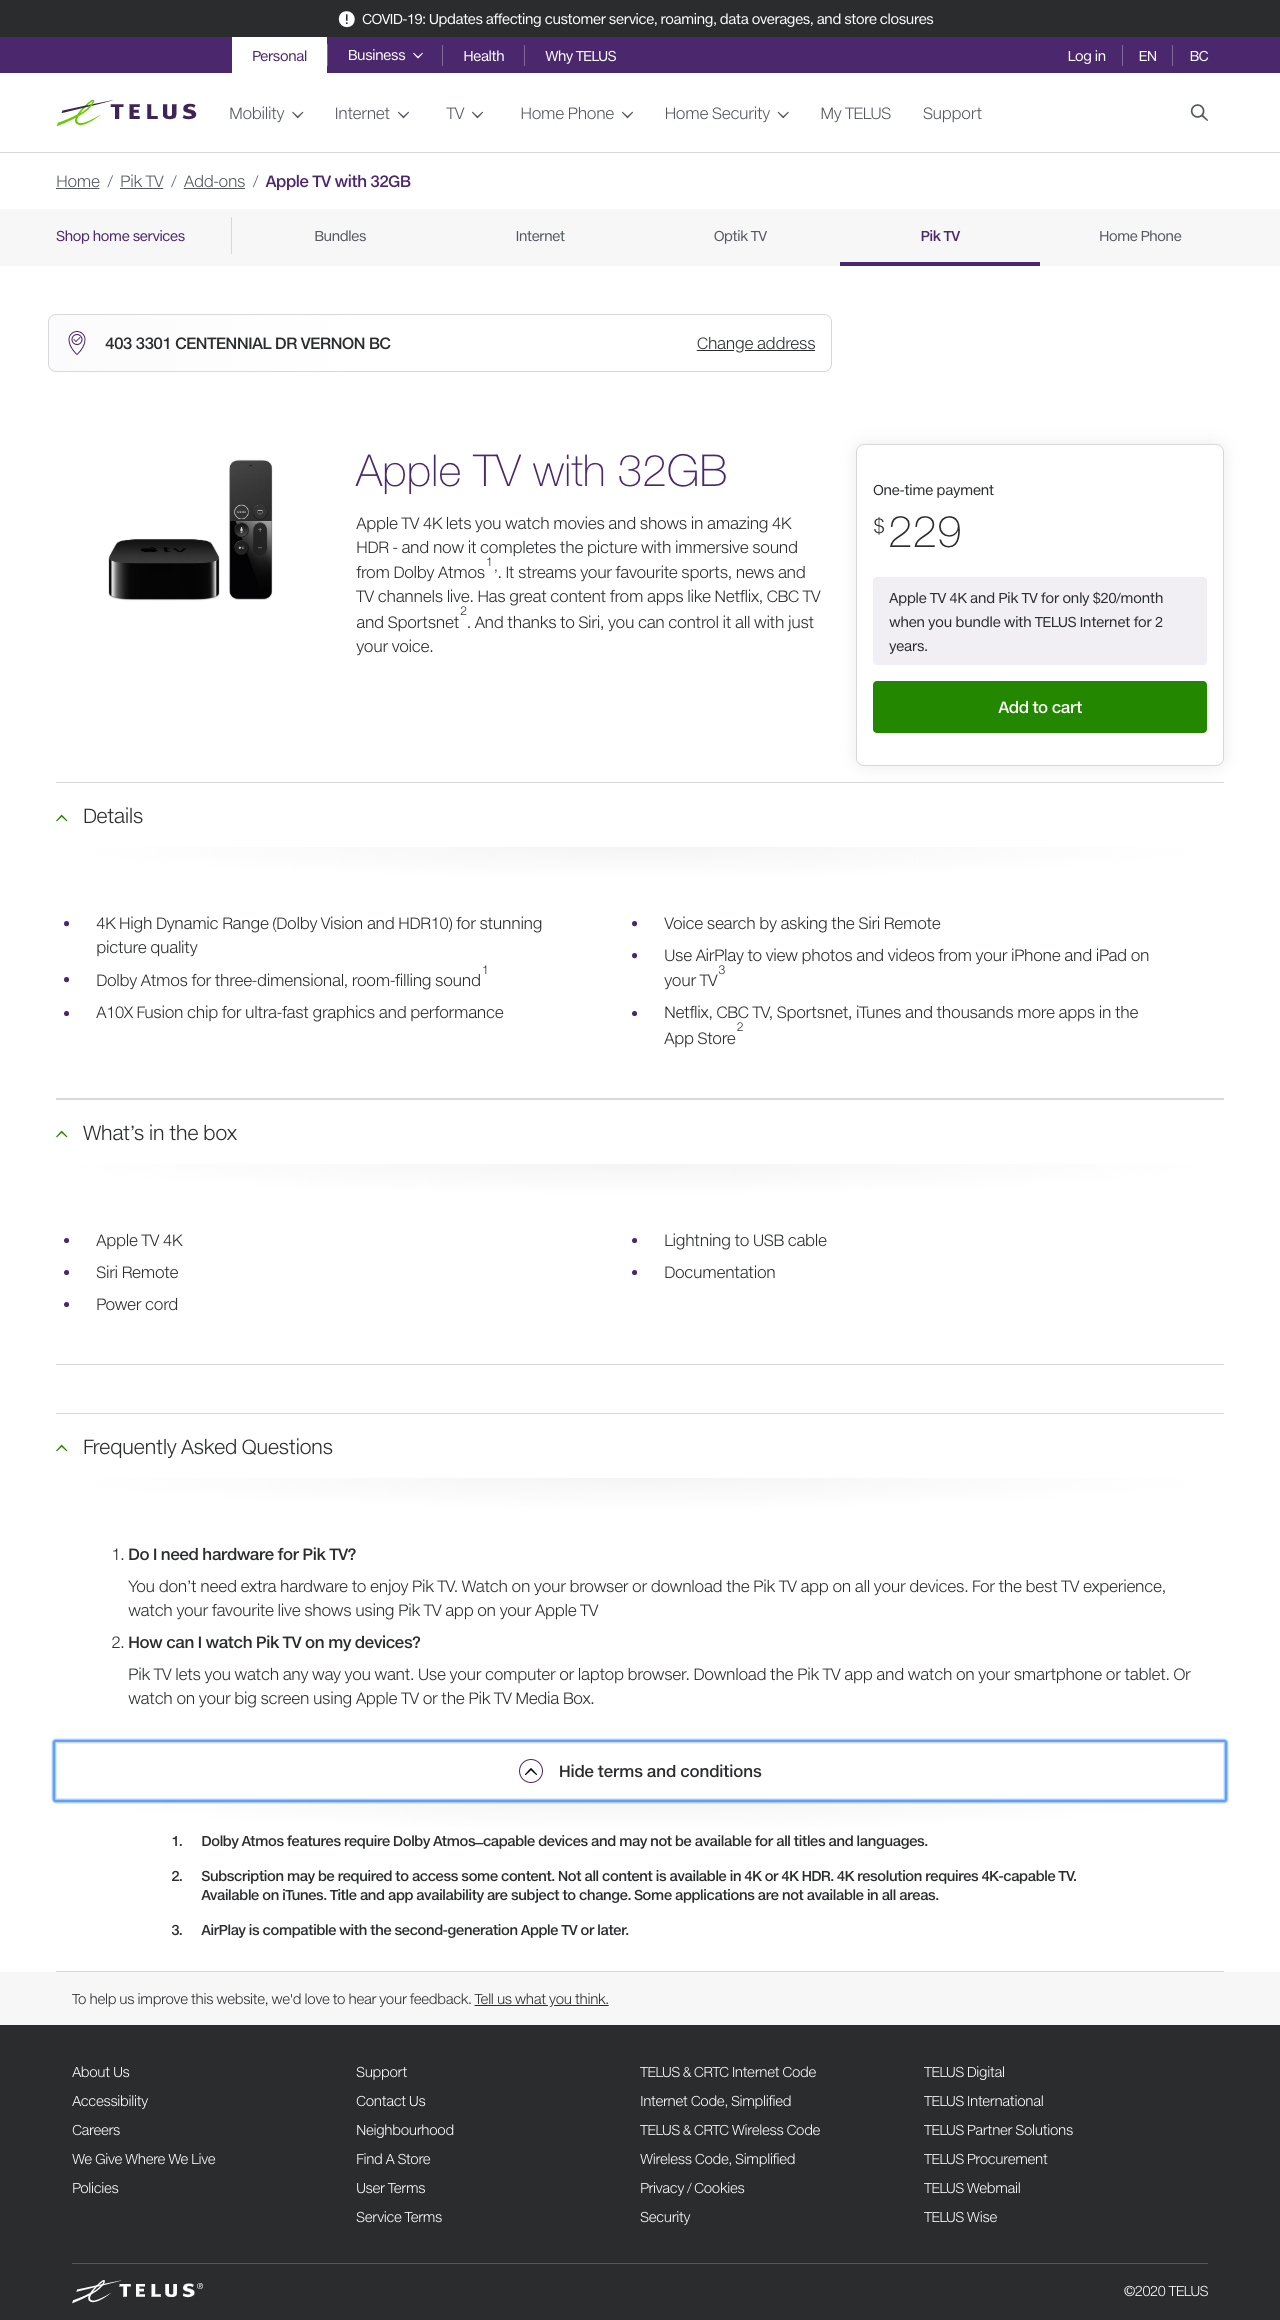 COVID-19: Updates affecting customer service, roaming, data overages, and store closures
Personal Business Health Why TELUS Log in EN BC
TELUS Mobility Internet TV Home Phone Home Security My TELUS Support
Home / Pik TV / Add-ons / Apple TV with 32GB
Shop home services Bundles Internet Optik TV Pik TV Home Phone
403 3301 CENTENNIAL DR VERNON BC Change address
Apple TV with 32GB
Apple TV 4K lets you watch movies and shows in amazing 4K
HDR - and now it completes the picture with immersive sound
from Dolby Atmos1,. It streams your favourite sports, news and
TV channels live. Has great content from apps like Netflix, CBC TV
and Sportsnet2. And thanks to Siri, you can control it all with just
your voice.
One-time payment
$229
Apple TV 4K and Pik TV for only $20/month
when you bundle with TELUS Internet for 2
years.
Add to cart
Details
4K High Dynamic Range (Dolby Vision and HDR10) for stunning
picture quality
Dolby Atmos for three-dimensional, room-filling sound1
A10X Fusion chip for ultra-fast graphics and performance
Voice search by asking the Siri Remote
Use AirPlay to view photos and videos from your iPhone and iPad on
your TV3
Netflix, CBC TV, Sportsnet, iTunes and thousands more apps in the
App Store2
What's in the box
Apple TV 4K
Siri Remote
Power cord
Lightning to USB cable
Documentation
Frequently Asked Questions
1. Do I need hardware for Pik TV?
You don't need extra hardware to enjoy Pik TV. Watch on your browser or download the Pik TV app on all your devices. For the best TV experience,
watch your favourite live shows using Pik TV app on your Apple TV
2. How can I watch Pik TV on my devices?
Pik TV lets you watch any way you want. Use your computer or laptop browser. Download the Pik TV app and watch on your smartphone or tablet. Or
watch on your big screen using Apple TV or the Pik TV Media Box.
Hide terms and conditions
1. Dolby Atmos features require Dolby Atmos–capable devices and may not be available for all titles and languages.
2. Subscription may be required to access some content. Not all content is available in 4K or 4K HDR. 4K resolution requires 4K-capable TV.
Available on iTunes. Title and app availability are subject to change. Some applications are not available in all areas.
3. AirPlay is compatible with the second-generation Apple TV or later.
To help us improve this website, we'd love to hear your feedback. Tell us what you think.
About Us
Accessibility
Careers
We Give Where We Live
Policies
Support
Contact Us
Neighbourhood
Find A Store
User Terms
Service Terms
TELUS & CRTC Internet Code
Internet Code, Simplified
TELUS & CRTC Wireless Code
Wireless Code, Simplified
Privacy / Cookies
Security
TELUS Digital
TELUS International
TELUS Partner Solutions
TELUS Procurement
TELUS Webmail
TELUS Wise
TELUS® ©2020 TELUS